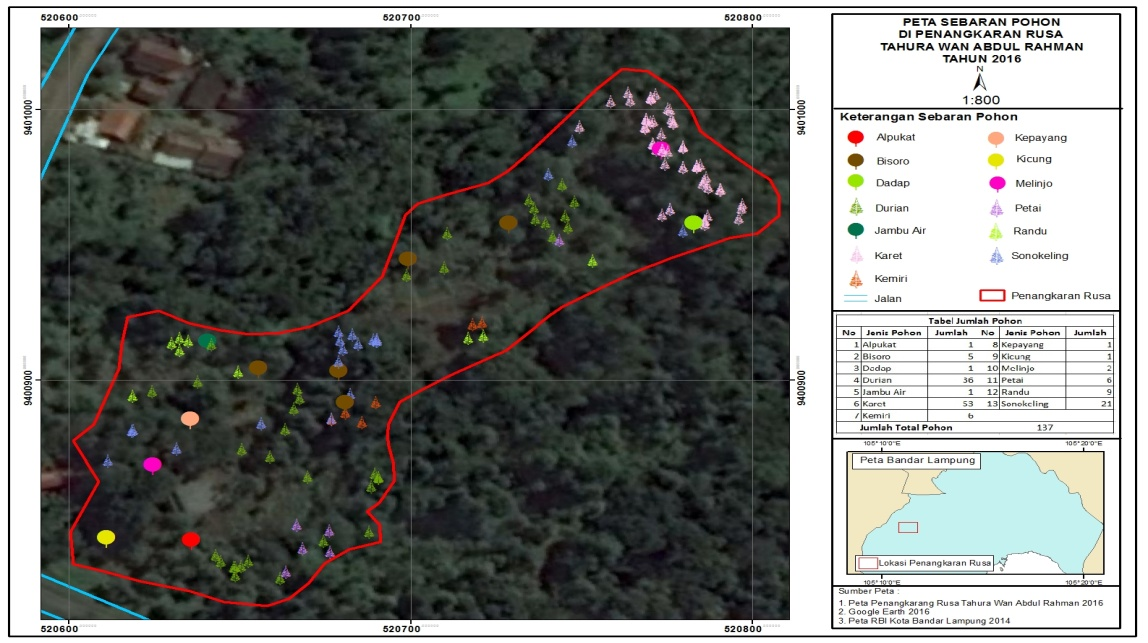 520600 520700 520800
9401000 9401000
9400900 9400900
520600 520700 520800
PETA SEBARAN POHON
DI PENANGKARAN RUSA
TAHURA WAN ABDUL RAHMAN
TAHUN 2016
N
1:800
Keterangan Sebaran Pohon
Alpukat Kepayang
Bisoro Kicung
Dadap Melinjo
Durian Petai
Jambu Air Randu
Karet Sonokeling
Kemiri
Jalan Penangkaran Rusa
Tabel Jumlah Pohon
No Jenis Pohon Jumlah No Jenis Pohon Jumlah
1 Alpukat 1 8 Kepayang 1
2 Bisoro 5 9 Kicung 1
3 Dadap 1 10 Melinjo 2
4 Durian 36 11 Petai 6
5 Jambu Air 1 12 Randu 9
6 Karet 53 13 Sonokeling 21
7 Kemiri 6
Jumlah Total Pohon 137
105°10'0"E 105°20'0"E
Peta Bandar Lampung
Lokasi Penangkaran Rusa
105°10'0"E 105°20'0"E
Sumber Peta :
1. Peta Penangkarang Rusa Tahura Wan Abdul Rahman 2016
2. Google Earth 2016
3. Peta RBI Kota Bandar Lampung 2014